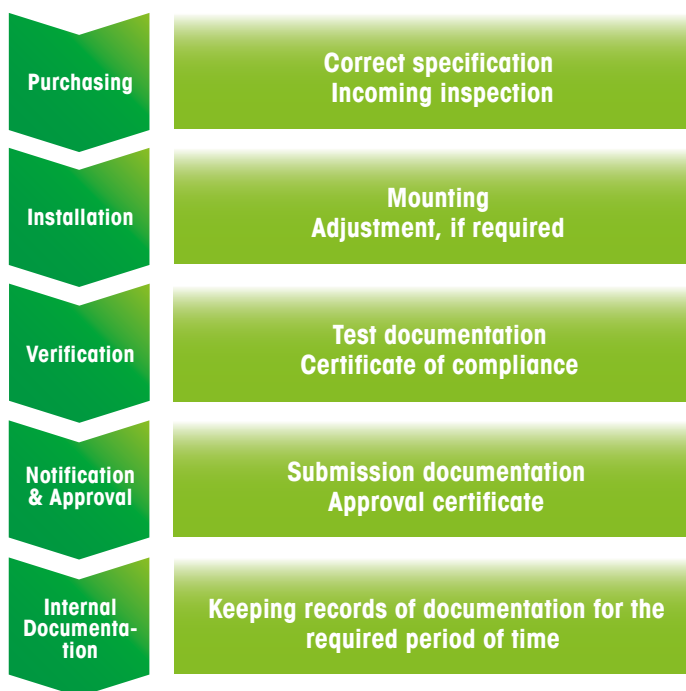 Purchasing
Correct specification
Incoming inspection
Installation
Mounting
Adjustment, if required
Verification
Test documentation
Certificate of compliance
Notification
& Approval
Submission documentation
Approval certificate
Internal
Documenta-
tion
Keeping records of documentation for the
required period of time